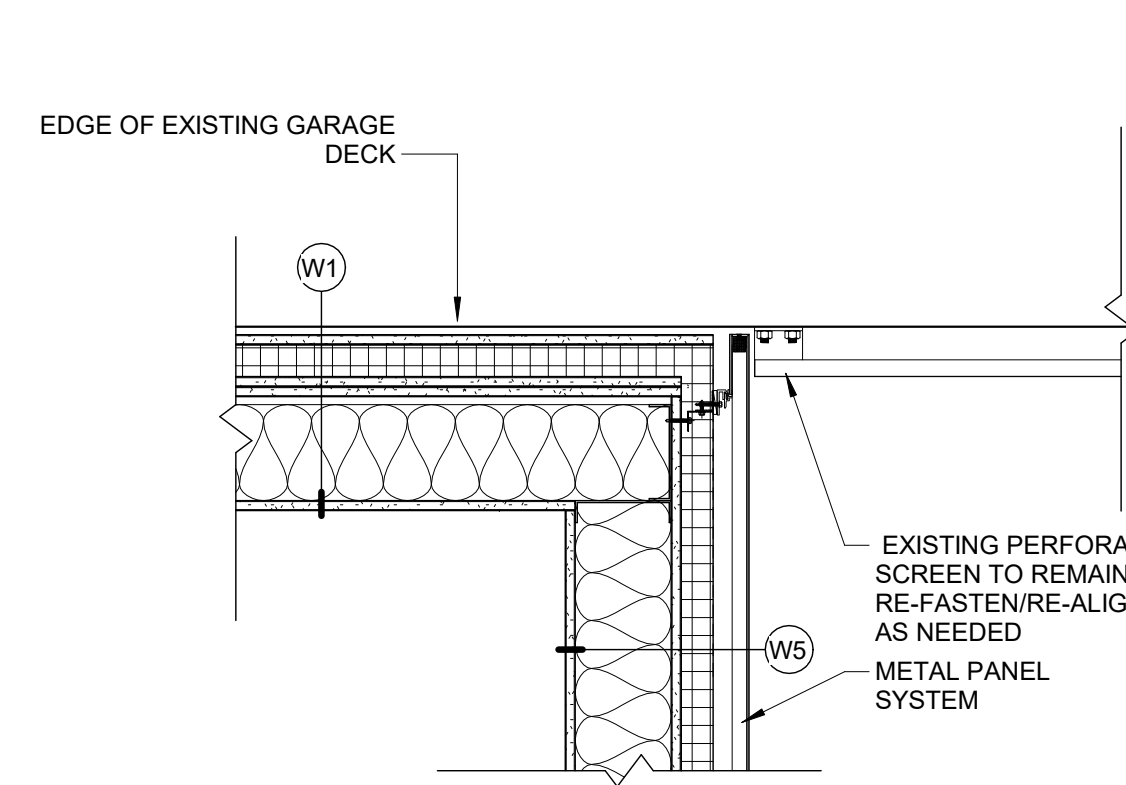 EDGE OF EXISTING GARAGE
DECK
W1
EXISTING PERFORA
SCREEN TO REMAIN
RE-FASTEN/RE-ALIG
AS NEEDED
W5
METAL PANEL
SYSTEM